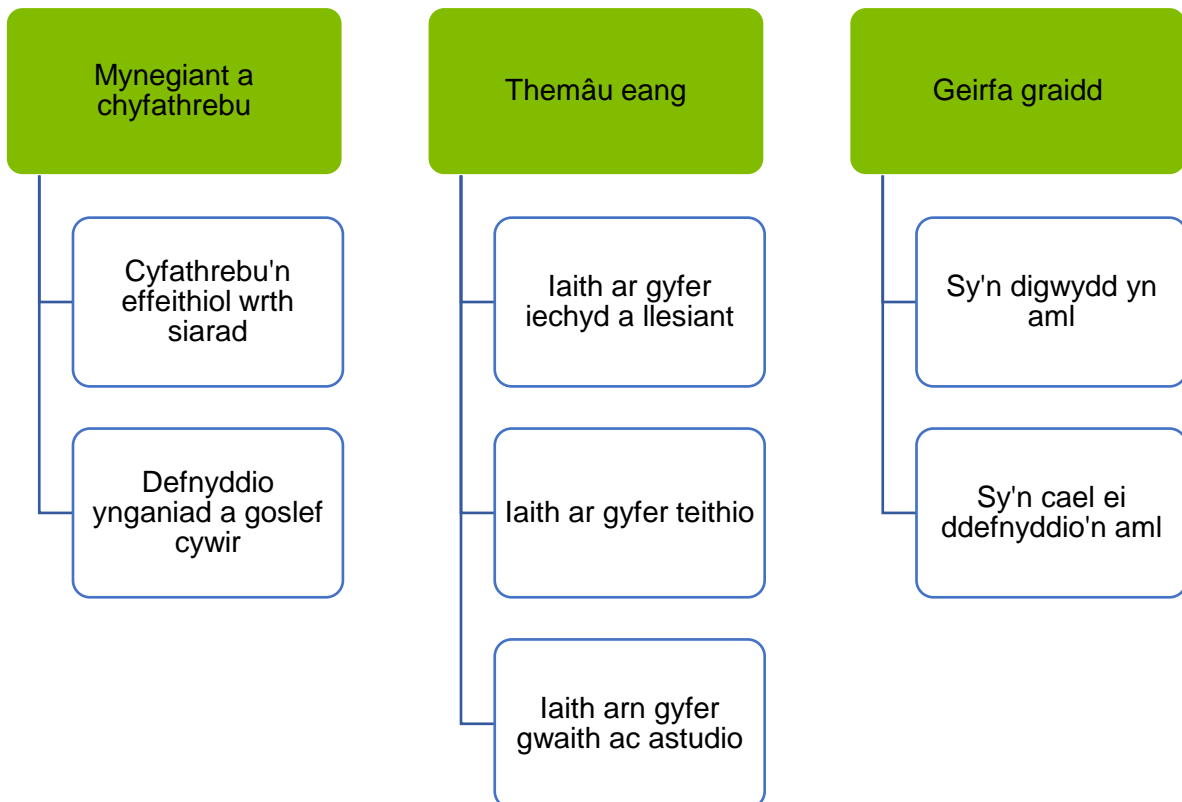 Mynegiant a
chyfathrebu
Cyfathrebu'n
effeithiol wrth
siarad
Defnyddio
ynganiad a goslef
cywir
Themâu eang
Iaith ar gyfer
iechyd a llesiant
Iaith ar gyfer teithio
Iaith arn gyfer
gwaith ac astudio
Geirfa graidd
Sy'n digwydd yn
aml
Sy'n cael ei
ddefnyddio'n aml